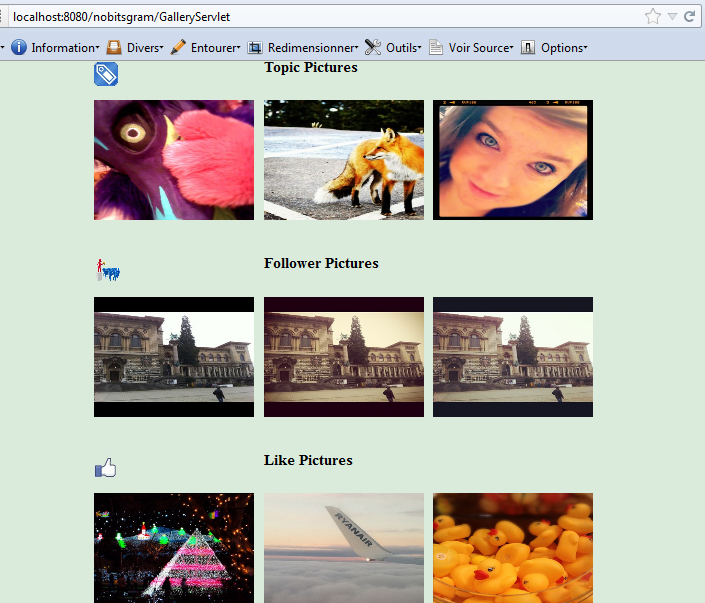 localhost:8080/nobitsgram/GalleryServlet
Information Divers Entourer Redimensionner Outils Voir Source Options
Topic Pictures
Follower Pictures
Like Pictures
RYANAIR